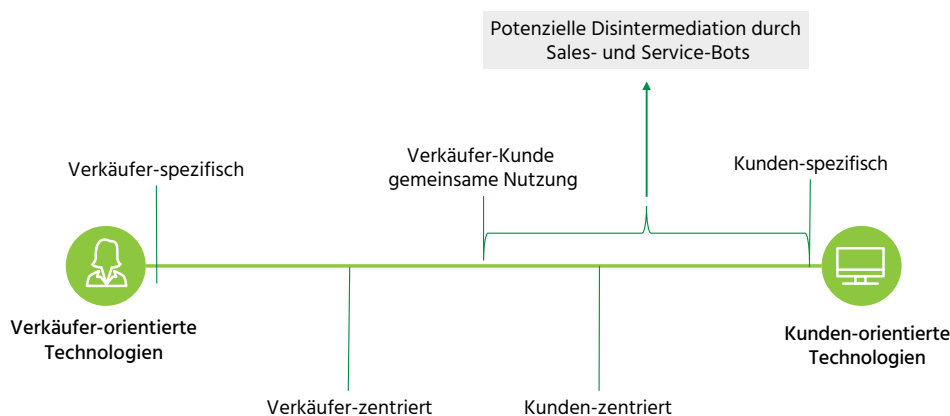 Potenzielle Disintermediation durch
Sales- und Service-Bots
Verkäufer-spezifisch
Verkäufer-Kunde
gemeinsame Nutzung
Kunden-spezifisch
Verkäufer-orientierte
Technologien
Kunden-orientierte
Technologien
Verkäufer-zentriert
Kunden-zentriert